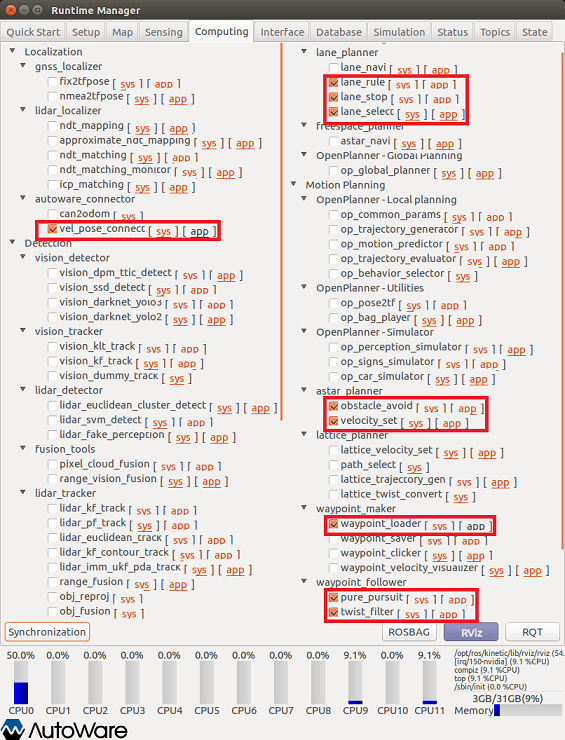 Runtime Manager
Quick Start Setup Map Sensing Computing Interface Database Simulation Status Topics State
Localization
gnss_localizer
fix2tfpose [ sys ] [ app ]
nmea2tfpose [ sys ] [ app ]
lidar_localizer
ndt_mapping [ sys ] [ app ]
approximate_ndt_mapping [ sys ] [ app ]
ndt_matching [ sys ] [ app ]
ndt_matching_monitor [ sys ] [ app ]
icp_matching [ sys ] [ app ]
autoware_connector
can2odom [ sys ]
vel_pose_connect [ sys ] [ app ]
Detection
vision_detector
vision_dpm_ttic_detect [ sys ] [ app ]
vision_ssd_detect [ sys ] [ app ]
vision_darknet_yolo3 [ sys ] [ app ]
vision_darknet_yolo2 [ sys ] [ app ]
vision_tracker
vision_klt_track [ sys ] [ app ]
vision_kf_track [ sys ] [ app ]
vision_dummy_track [ sys ]
lidar_detector
lidar_euclidean_cluster_detect [ sys ] [ app ]
lidar_svm_detect [ sys ] [ app ]
lidar_fake_perception [ sys ] [ app ]
fusion_tools
pixel_cloud_fusion [ sys ] [ app ]
range_vision_fusion [ sys ] [ app ]
lidar_tracker
lidar_kf_track [ sys ] [ app ]
lidar_pf_track [ sys ] [ app ]
lidar_euclidean_track [ sys ] [ app ]
lidar_kf_contour_track [ sys ] [ app ]
lidar_imm_ukf_pda_track [ sys ] [ app ]
range_fusion [ sys ] [ app ]
obj_reproj [ sys ] [ app ]
obj_fusion [ sys ] [ app ]
lane_planner
lane_navi [ sys ] [ app ]
lane_rule [ sys ] [ app ]
lane_stop [ sys ] [ app ]
lane_select [ sys ] [ app ]
freespace_planner
astar_navi [ sys ] [ app ]
OpenPlanner - Global Planning
op_global_planner [ sys ] [ app ]
Motion Planning
OpenPlanner - Local planning
op_common_params [ sys ] [ app ]
op_trajectory_generator [ sys ] [ app ]
op_motion_predictor [ sys ] [ app ]
op_trajectory_evaluator [ sys ] [ app ]
op_behavior_selector [ sys ]
OpenPlanner - Utilities
op_pose2tf [ sys ] [ app ]
op_bag_player [ sys ] [ app ]
OpenPlanner - Simulator
op_perception_simulator [ sys ] [ app ]
op_signs_simulator [ sys ] [ app ]
op_car_simulator [ sys ] [ app ]
astar_planner
obstacle_avoid [ sys ] [ app ]
velocity_set [ sys ] [ app ]
lattice_planner
lattice_velocity_set [ sys ] [ app ]
path_select [ sys ]
lattice_trajectory_gen [ sys ] [ app ]
lattice_twist_convert [ sys ]
waypoint_maker
waypoint_loader [ sys ] [ app ]
waypoint_saver [ sys ] [ app ]
waypoint_clicker [ sys ] [ app ]
waypoint_velocity_visualizer [ sys ] [ app ]
waypoint_follower
pure_pursuit [ sys ] [ app ]
twist_filter [ sys ] [ app ]
Synchronization ROSBAG RViz RQT
50.0% 0.0% 0.0% 0.0% 0.0% 0.0% 0.0% 0.0% 0.0% 9.1% 0.0% 9.1%
CPU0 CPU1 CPU2 CPU3 CPU4 CPU5 CPU6 CPU7 CPU8 CPU9 CPU10 CPU11
/opt/ros/kinetic/lib/rviz/rviz (54.
[irq/150-nvidia] (9.1 %CPU)
compiz (9.1 %CPU)
top (9.1 %CPU)
/sbin/init (0.0 %CPU)
3GB/31GB(9%)
Memory
AutoWare